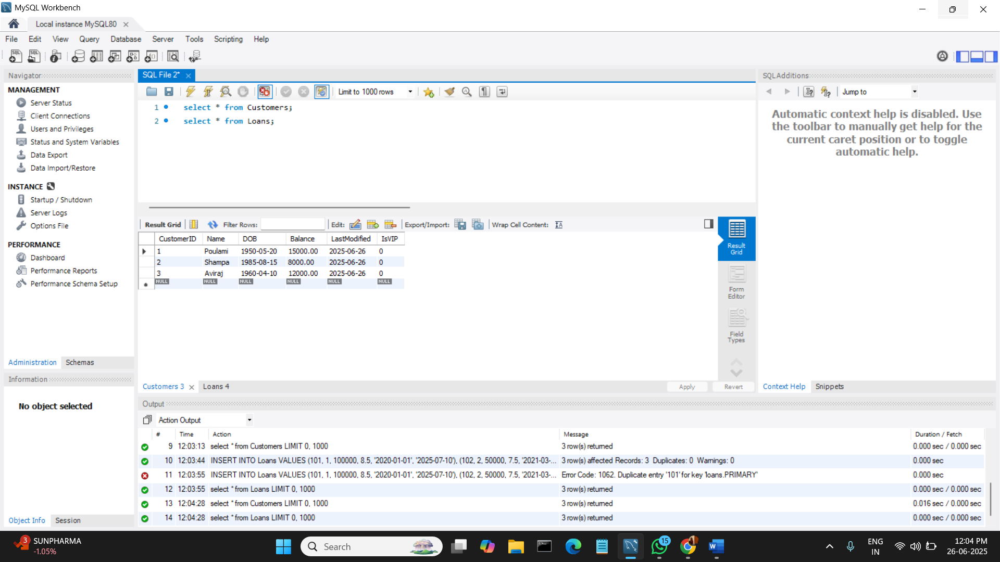 MySQL Workbench
Local instance MySQL80
File Edit View Query Database Server Tools Scripting Help
Navigator
MANAGEMENT
Server Status
Client Connections
Users and Privileges
Status and System Variables
Data Export
Data Import/Restore
INSTANCE
Startup / Shutdown
Server Logs
Options File
PERFORMANCE
Dashboard
Performance Reports
Performance Schema Setup
Administration Schemas
Information
No object selected
Object Info Session
SQL File 2*
Limit to 1000 rows
1 select * from Customers;
2 select * from Loans;
Result Grid Filter Rows: Edit: Export/Import: Wrap Cell Content:
CustomerID Name DOB Balance LastModified IsVIP
1 Poulami 1950-05-20 15000.00 2025-06-26 0
2 Shampa 1985-08-15 8000.00 2025-06-26 0
3 Aviraj 1960-04-10 12000.00 2025-06-26 0
NULL NULL NULL NULL NULL NULL
Result
Grid
Form
Editor
Field
Types
Customers 3 Loans 4
Apply Revert
SQLAdditions
Jump to
Automatic context help is disabled. Use
the toolbar to manually get help for the
current caret position or to toggle
automatic help.
Context Help Snippets
Output
Action Output
# Time Action Message Duration / Fetch
9 12:03:13 select * from Customers LIMIT 0, 1000 3 row(s) returned 0.000 sec / 0.000 sec
10 12:03:44 INSERT INTO Loans VALUES (101, 1, 100000, 8.5, '2020-01-01', '2025-07-10'), (102, 2, 50000, 7.5, '2021-03-... 3 row(s) affected Records: 3 Duplicates: 0 Warnings: 0 0.000 sec
11 12:03:55 INSERT INTO Loans VALUES (101, 1, 100000, 8.5, '2020-01-01', '2025-07-10'), (102, 2, 50000, 7.5, '2021-03-... Error Code: 1062. Duplicate entry '101' for key 'loans.PRIMARY' 0.000 sec
12 12:03:55 select * from Loans LIMIT 0, 1000 3 row(s) returned 0.000 sec / 0.000 sec
13 12:04:28 select * from Customers LIMIT 0, 1000 3 row(s) returned 0.016 sec / 0.000 sec
14 12:04:28 select * from Loans LIMIT 0, 1000 3 row(s) returned 0.000 sec / 0.000 sec
3
SUNPHARMA
-1.05%
Search
15
ENG
IN
12:04 PM
26-06-2025